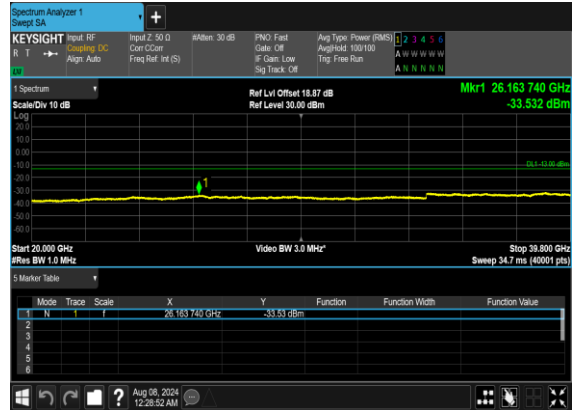 Spectrum Analyzer 1
Swept SA
+
KEYSIGHT Input: RF Input Z: 50 Ω #Atten: 30 dB PNO: Fast Avg Type: Power (RMS) 1 2 3 4 5 6
R T Coupling: DC Corr CCorr Gate: Off Avg|Hold: 100/100 A W W W W W
Align: Auto Freq Ref: Int (S) IF Gain: Low Trig: Free Run
Sig Track: Off A N N N N N
1 Spectrum
Ref Lvl Offset 18.87 dB
Mkr1 26.163 740 GHz
Scale/Div 10 dB
Ref Level 30.00 dBm
-33.532 dBm
Log
20.0
10.0
0.00
-10.0
DL1 -13.00 dBm
-20.0
1
-30.0
-40.0
-50.0
-60.0
Start 20.000 GHz
Video BW 3.0 MHz*
Stop 39.800 GHz
#Res BW 1.0 MHz
Sweep 34.7 ms (40001 pts)
5 Marker Table
Mode Trace Scale X Y Function Function Width Function Value
1 N 1 f 26.163 740 GHz -33.53 dBm
2
3
4
5
6
?
Aug 08, 2024
12:28:52 AM